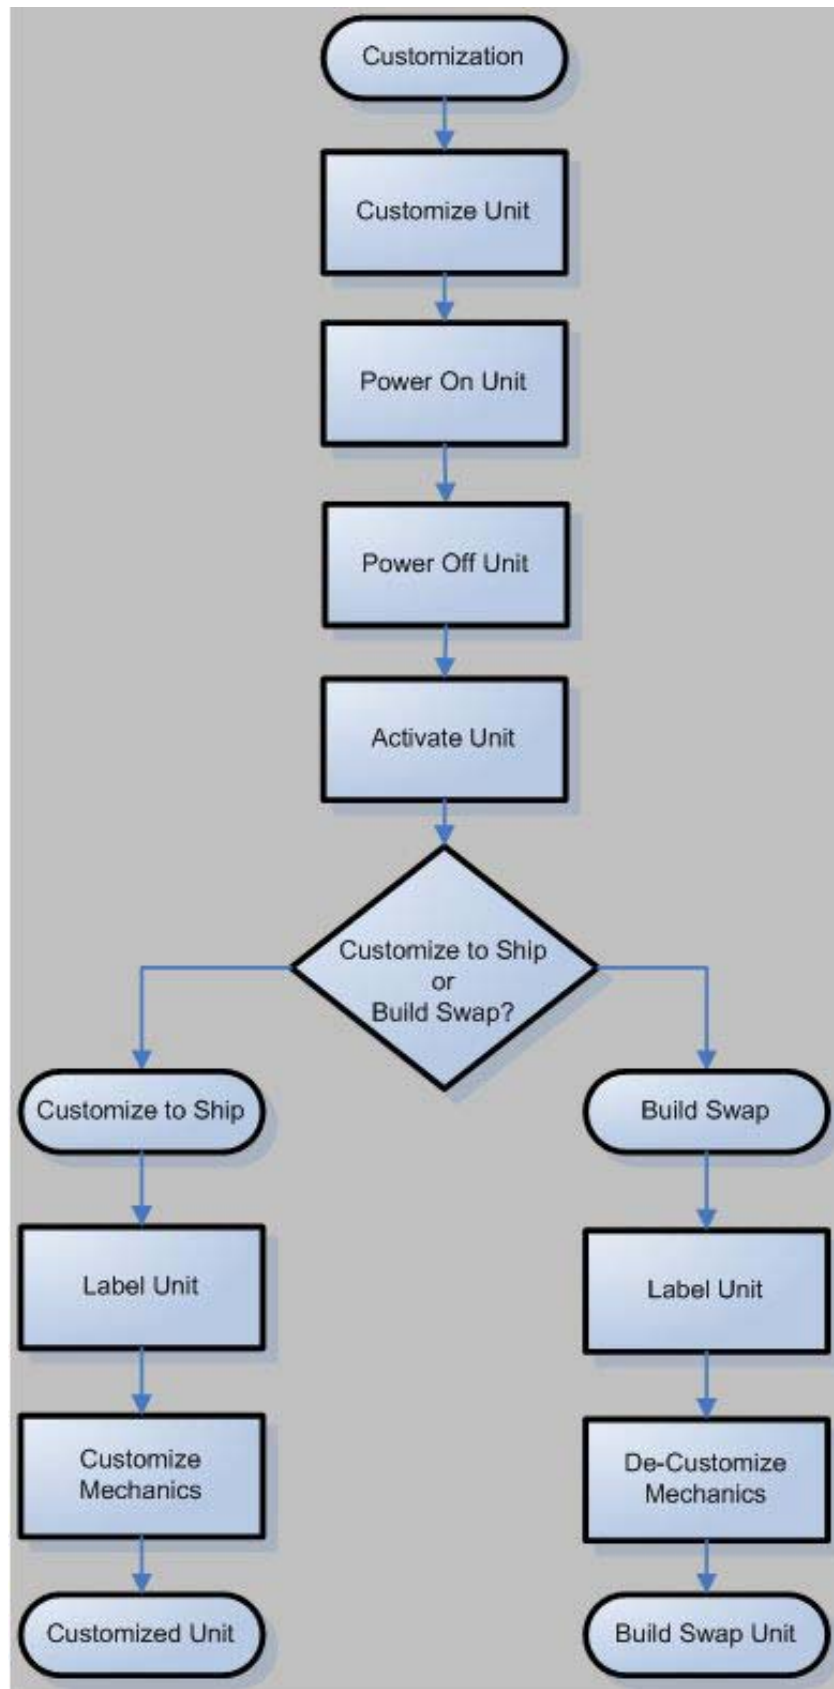 Customization
Customize Unit
Power On Unit
Power Off Unit
Activate Unit
Customize to Ship
or
Build Swap?
Customize to Ship
Build Swap
Label Unit
Label Unit
Customize
Mechanics
De-Customize
Mechanics
Customized Unit
Build Swap Unit